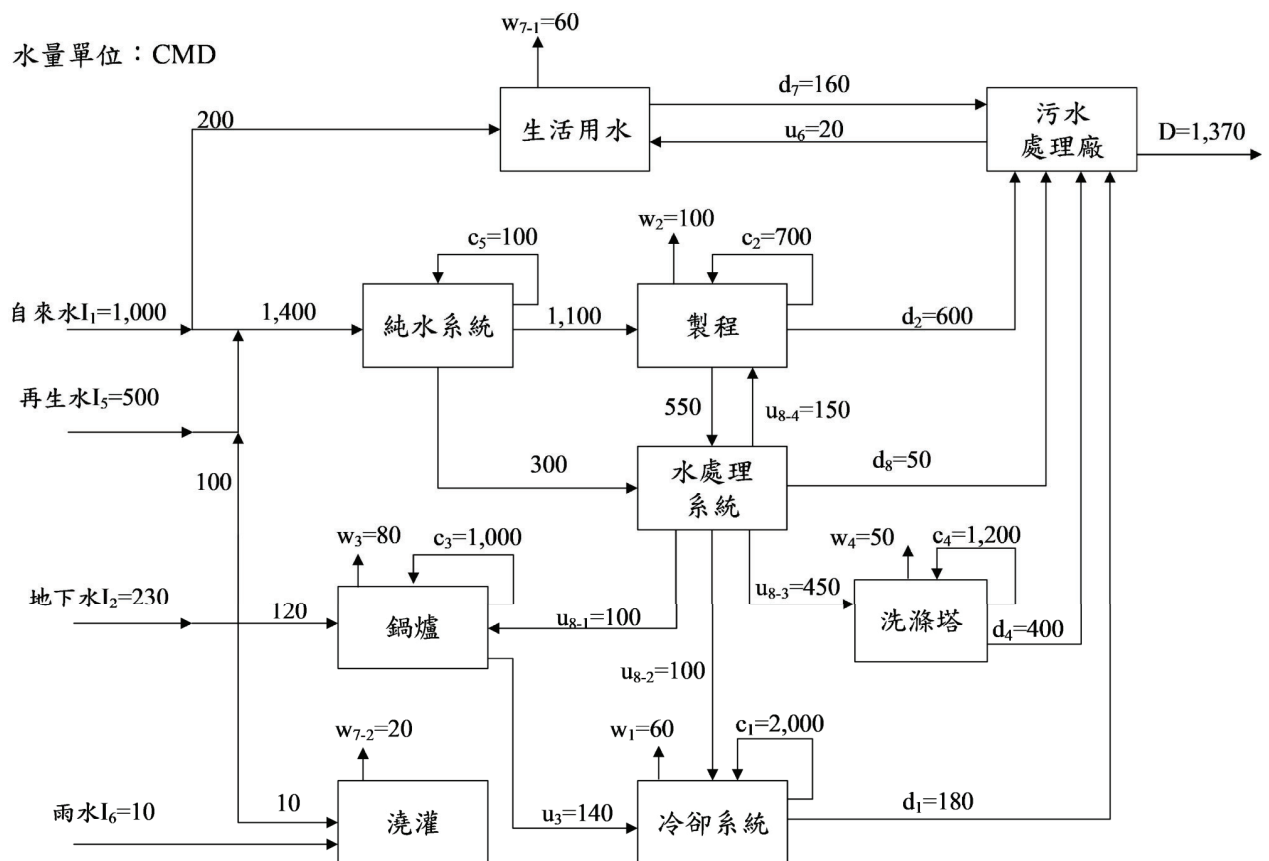 水量單位：CMD
w₇₋₁=60
生活用水
200
d₇=160
u₆=20
污水
處理廠
D=1,370
自來水I₁=1,000
1,400
純水系統
c₅=100
1,100
w₂=100
c₂=700
製程
d₂=600
再生水I₅=500
100
550
u₈₋₄=150
300
水處理
系統
d₈=50
w₃=80
c₃=1,000
地下水I₂=230
120
鍋爐
u₈₋₁=100
u₈₋₃=450
w₄=50
c₄=1,200
洗滌塔
d₄=400
u₈₋₂=100
w₇₋₂=20
w₁=60
c₁=2,000
雨水I₆=10
10
澆灌
u₃=140
冷卻系統
d₁=180